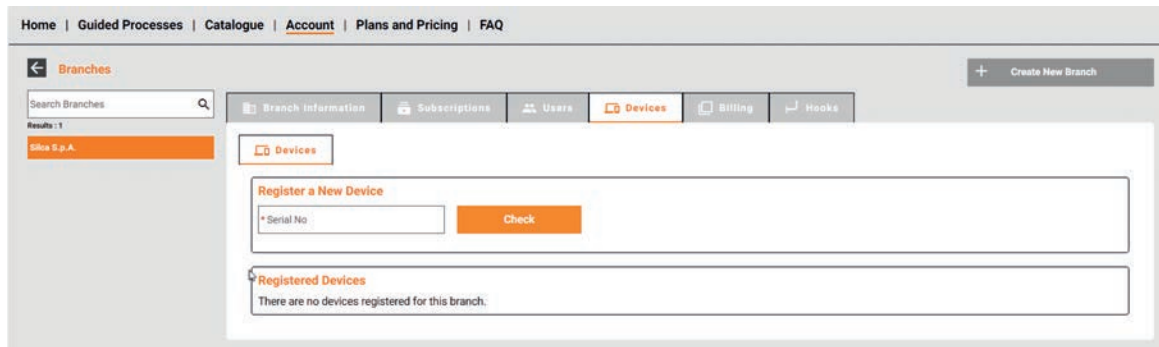 Home | Guided Processes | Catalogue | Account | Plans and Pricing | FAQ
Branches
Create New Branch
Search Branches
Results : 1
Silca S.p.A.
Branch Information
Subscriptions
Users
Devices
Billing
Hooks
Devices
Register a New Device
* Serial No
Check
Registered Devices
There are no devices registered for this branch.